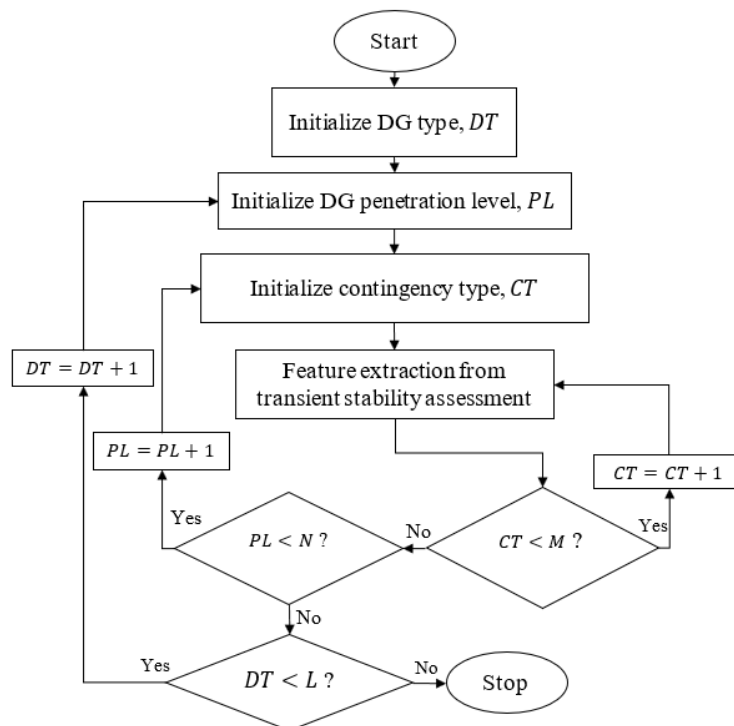 Start
Initialize DG type, DT
Initialize DG penetration level, PL
Initialize contingency type, CT
Feature extraction from
transient stability assessment
DT = DT + 1
PL = PL + 1
CT = CT + 1
Yes
PL < N ?
No
CT < M ?
Yes
No
Yes
DT < L ?
No
Stop